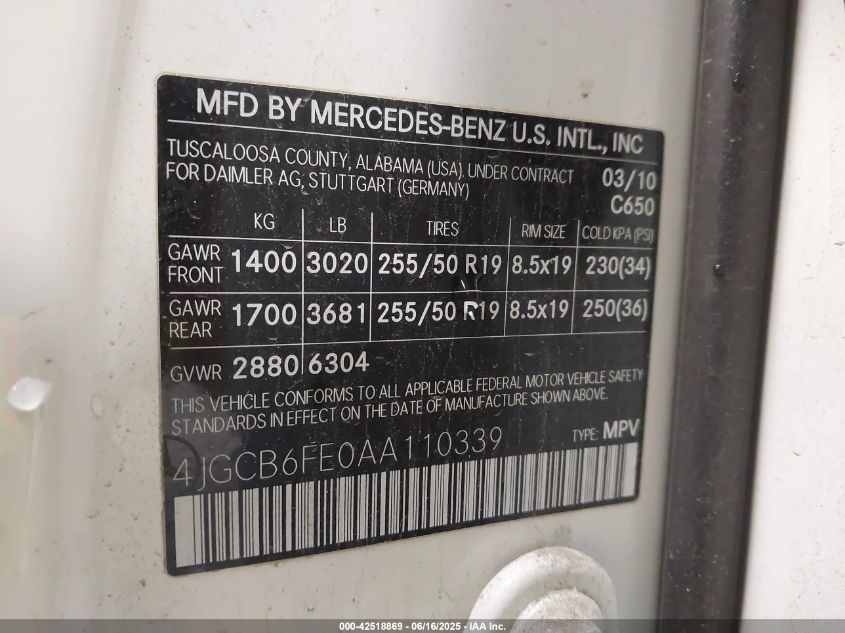 MFD BY MERCEDES-BENZ U.S. INTL., INC
TUSCALOOSA COUNTY, ALABAMA (USA) UNDER CONTRACT
FOR DAIMLER AG, STUTTGART (GERMANY)
03/10
C650
KG LB TIRES RIM SIZE COLD KPA (PSI)
GAWR FRONT 1400 3020 255/50 R19 8.5x19 230(34)
GAWR REAR 1700 3681 255/50 R19 8.5x19 250(36)
GVWR 2880 6304
THIS VEHICLE CONFORMS TO ALL APPLICABLE FEDERAL MOTOR VEHICLE SAFETY
STANDARDS IN EFFECT ON THE DATE OF MANUFACTURE SHOWN ABOVE.
4JGCB6FE0AA110339 TYPE: MPV
000-42518869 - 06/16/2025 - IAA Inc.